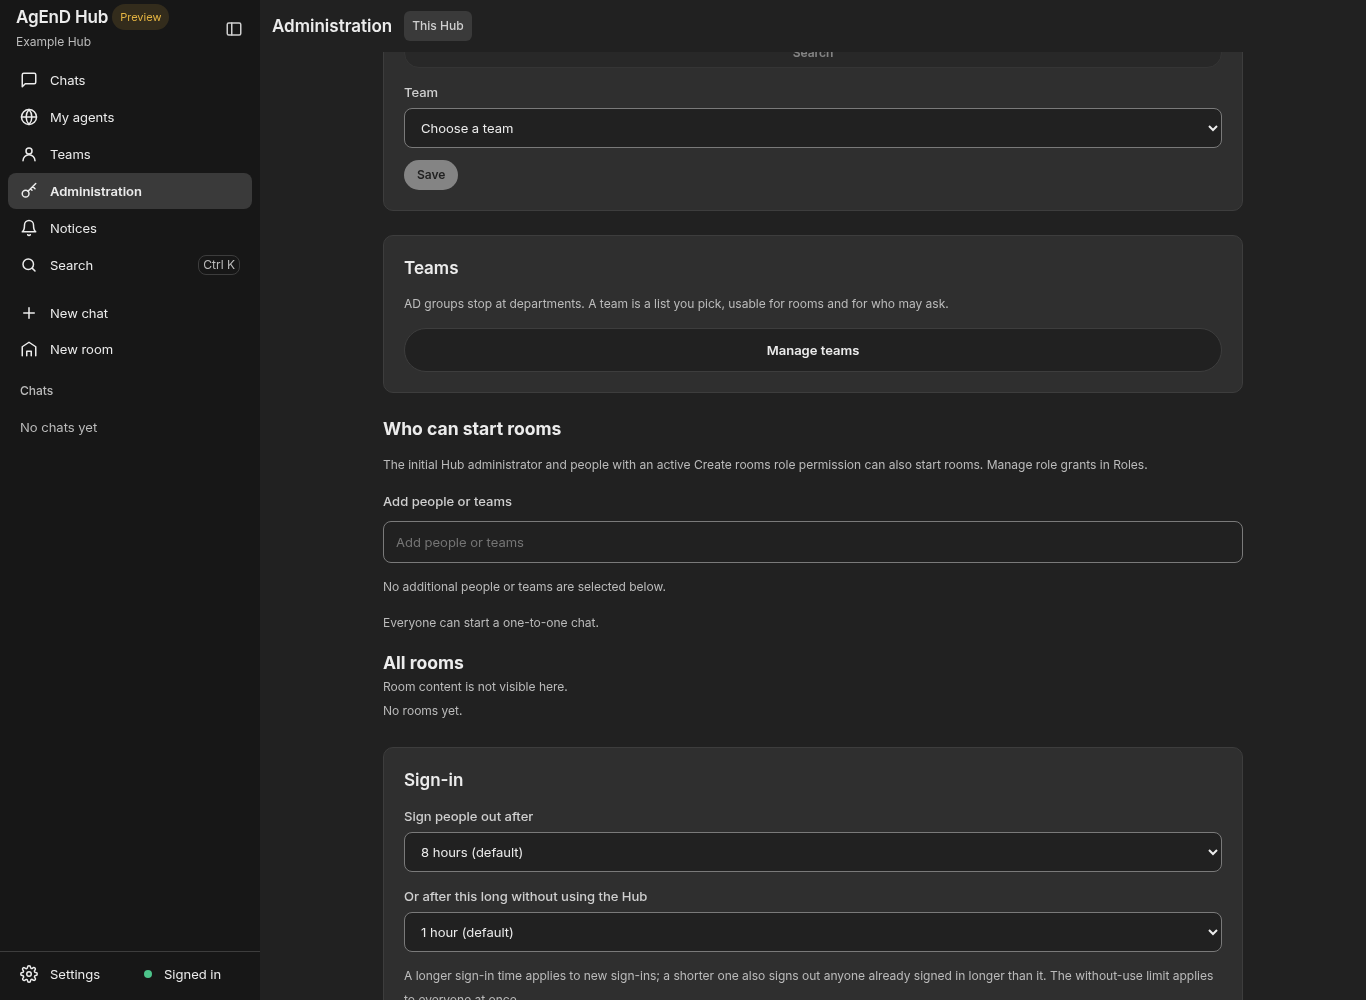 AgEnD Hub Preview
Example Hub
Chats
My agents
Teams
Administration
Notices
Search Ctrl K
New chat
New room
Chats
No chats yet
Settings
Signed in
Administration This Hub
Search
Team
Choose a team
Save
Teams
AD groups stop at departments. A team is a list you pick, usable for rooms and for who may ask.
Manage teams
Who can start rooms
The initial Hub administrator and people with an active Create rooms role permission can also start rooms. Manage role grants in Roles.
Add people or teams
Add people or teams
No additional people or teams are selected below.
Everyone can start a one-to-one chat.
All rooms
Room content is not visible here.
No rooms yet.
Sign-in
Sign people out after
8 hours (default)
Or after this long without using the Hub
1 hour (default)
A longer sign-in time applies to new sign-ins; a shorter one also signs out anyone already signed in longer than it. The without-use limit applies
to everyone at once.